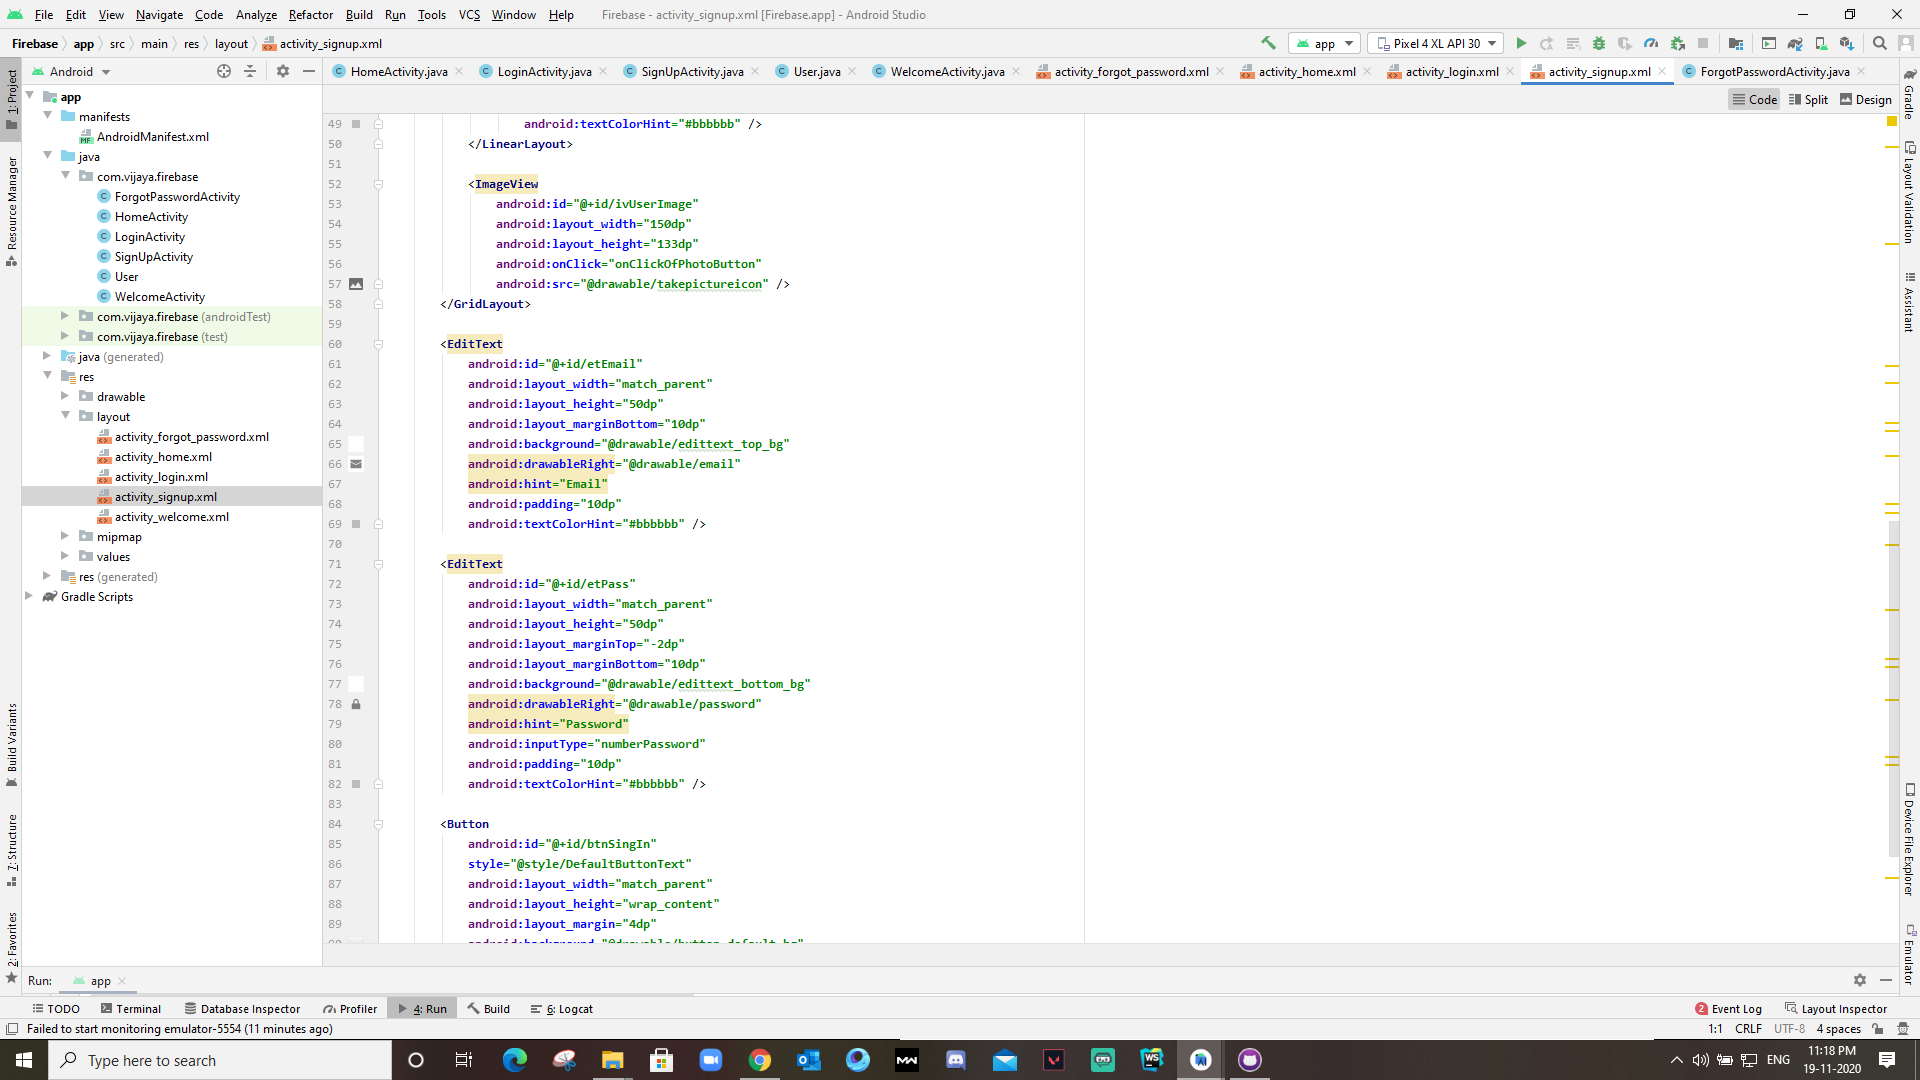 File Edit View Navigate Code Analyze Refactor Build Run Tools VCS Window Help Firebase - activity_signup.xml [Firebase.app] - Android Studio
Firebase app src main res layout activity_signup.xml app Pixel 4 XL API 30
Android HomeActivity.java LoginActivity.java SignUpActivity.java User.java WelcomeActivity.java activity_forgot_password.xml activity_home.xml activity_login.xml activity_signup.xml ForgotPasswordActivity.java
Code Split Design
1: Project
Resource Manager
Build Variants
7: Structure
2: Favorites
app
manifests
AndroidManifest.xml
java
com.vijaya.firebase
ForgotPasswordActivity
HomeActivity
LoginActivity
SignUpActivity
User
WelcomeActivity
com.vijaya.firebase (androidTest)
com.vijaya.firebase (test)
java (generated)
res
drawable
layout
activity_forgot_password.xml
activity_home.xml
activity_login.xml
activity_signup.xml
activity_welcome.xml
mipmap
values
res (generated)
Gradle Scripts
49 android:textColorHint="#bbbbbb" />
50 </LinearLayout>
51
52 <ImageView
53 android:id="@+id/ivUserImage"
54 android:layout_width="150dp"
55 android:layout_height="133dp"
56 android:onClick="onClickOfPhotoButton"
57 android:src="@drawable/takepictureicon" />
58 </GridLayout>
59
60 <EditText
61 android:id="@+id/etEmail"
62 android:layout_width="match_parent"
63 android:layout_height="50dp"
64 android:layout_marginBottom="10dp"
65 android:background="@drawable/edittext_top_bg"
66 android:drawableRight="@drawable/email"
67 android:hint="Email"
68 android:padding="10dp"
69 android:textColorHint="#bbbbbb" />
70
71 <EditText
72 android:id="@+id/etPass"
73 android:layout_width="match_parent"
74 android:layout_height="50dp"
75 android:layout_marginTop="-2dp"
76 android:layout_marginBottom="10dp"
77 android:background="@drawable/edittext_bottom_bg"
78 android:drawableRight="@drawable/password"
79 android:hint="Password"
80 android:inputType="numberPassword"
81 android:padding="10dp"
82 android:textColorHint="#bbbbbb" />
83
84 <Button
85 android:id="@+id/btnSingIn"
86 style="@style/DefaultButtonText"
87 android:layout_width="match_parent"
88 android:layout_height="wrap_content"
89 android:layout_margin="4dp"
90 android:background="@drawable/button_default_bg"
Gradle
Layout Validation
Assistant
Device File Explorer
Emulator
Run: app
TODO Terminal Database Inspector Profiler 4: Run Build 6: Logcat 2 Event Log Layout Inspector
Failed to start monitoring emulator-5554 (11 minutes ago) 1:1 CRLF UTF-8 4 spaces
Type here to search
WS
ENG
11:18 PM
19-11-2020